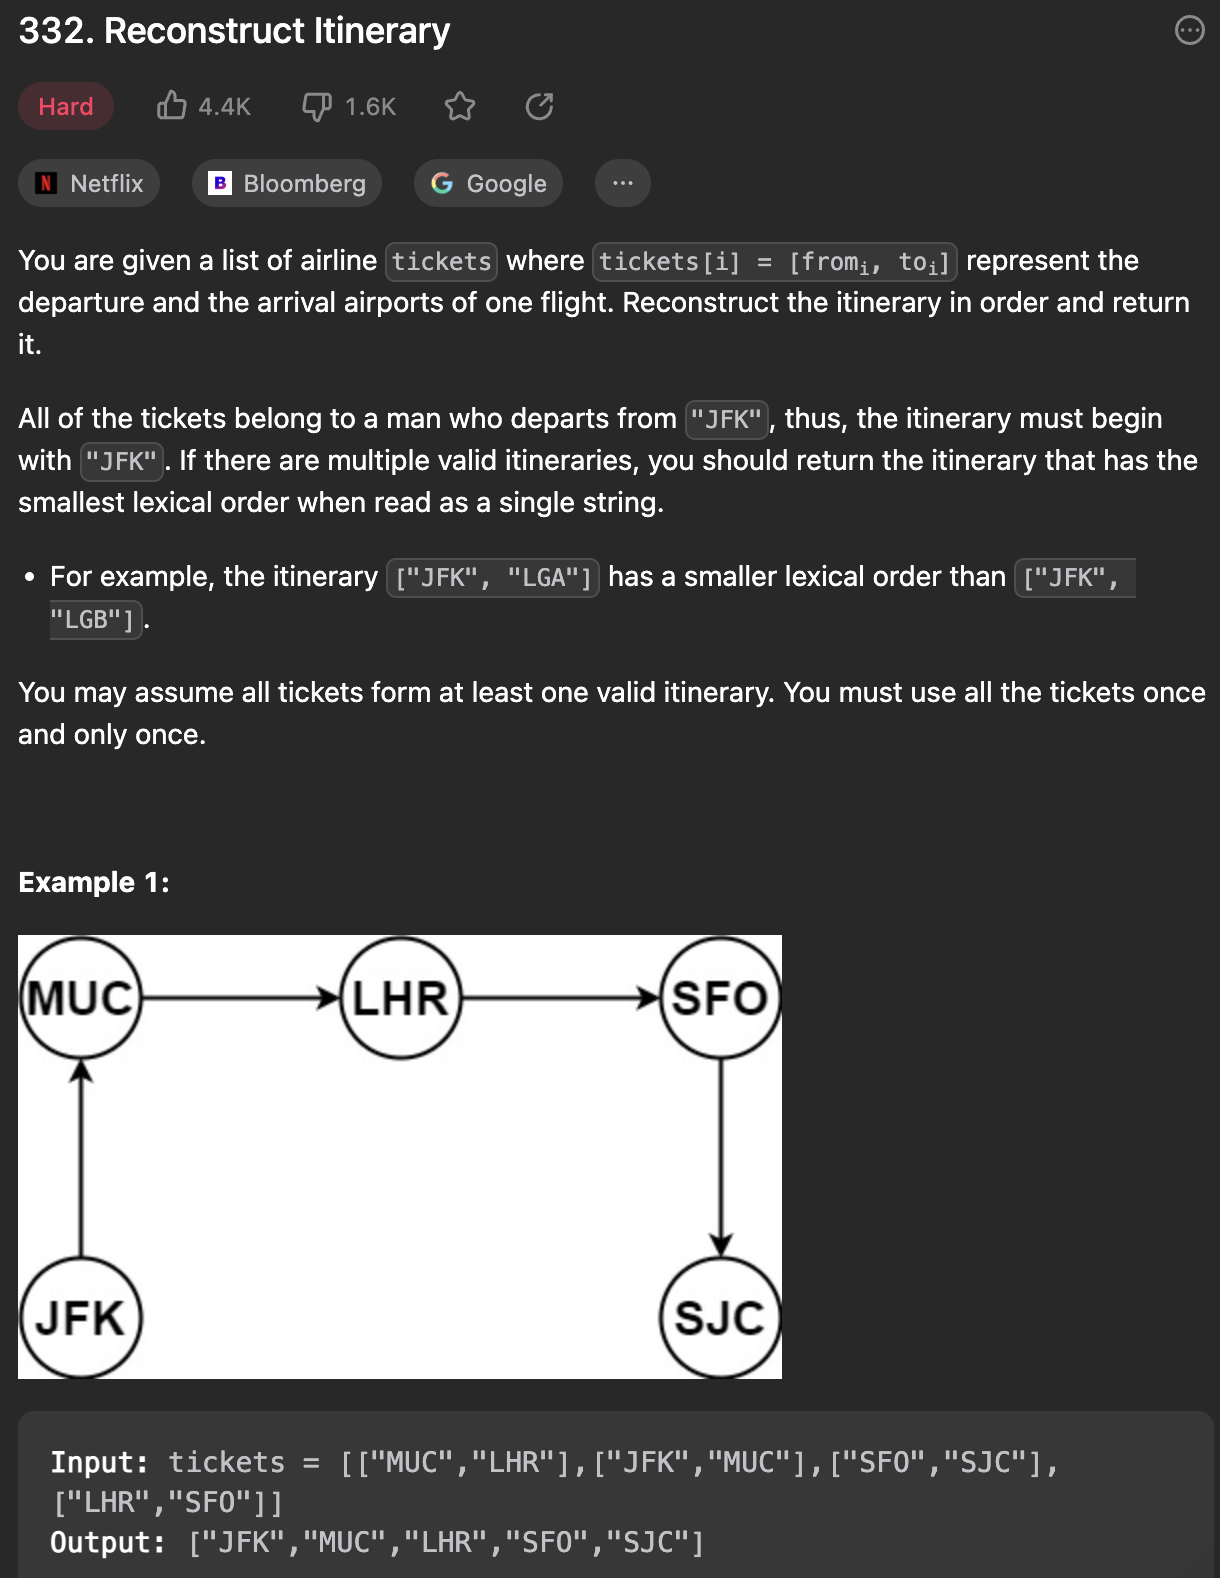 332. Reconstruct Itinerary
Hard 4.4K 1.6K
Netflix Bloomberg Google
You are given a list of airline tickets where tickets[i] = [fromi, toi] represent the
departure and the arrival airports of one flight. Reconstruct the itinerary in order and return
it.
All of the tickets belong to a man who departs from "JFK", thus, the itinerary must begin
with "JFK". If there are multiple valid itineraries, you should return the itinerary that has the
smallest lexical order when read as a single string.
• For example, the itinerary ["JFK", "LGA"] has a smaller lexical order than ["JFK",
"LGB"].
You may assume all tickets form at least one valid itinerary. You must use all the tickets once
and only once.
Example 1:
MUC LHR SFO
JFK SJC
Input: tickets = [["MUC","LHR"],["JFK","MUC"],["SFO","SJC"],
["LHR","SFO"]]
Output: ["JFK","MUC","LHR","SFO","SJC"]